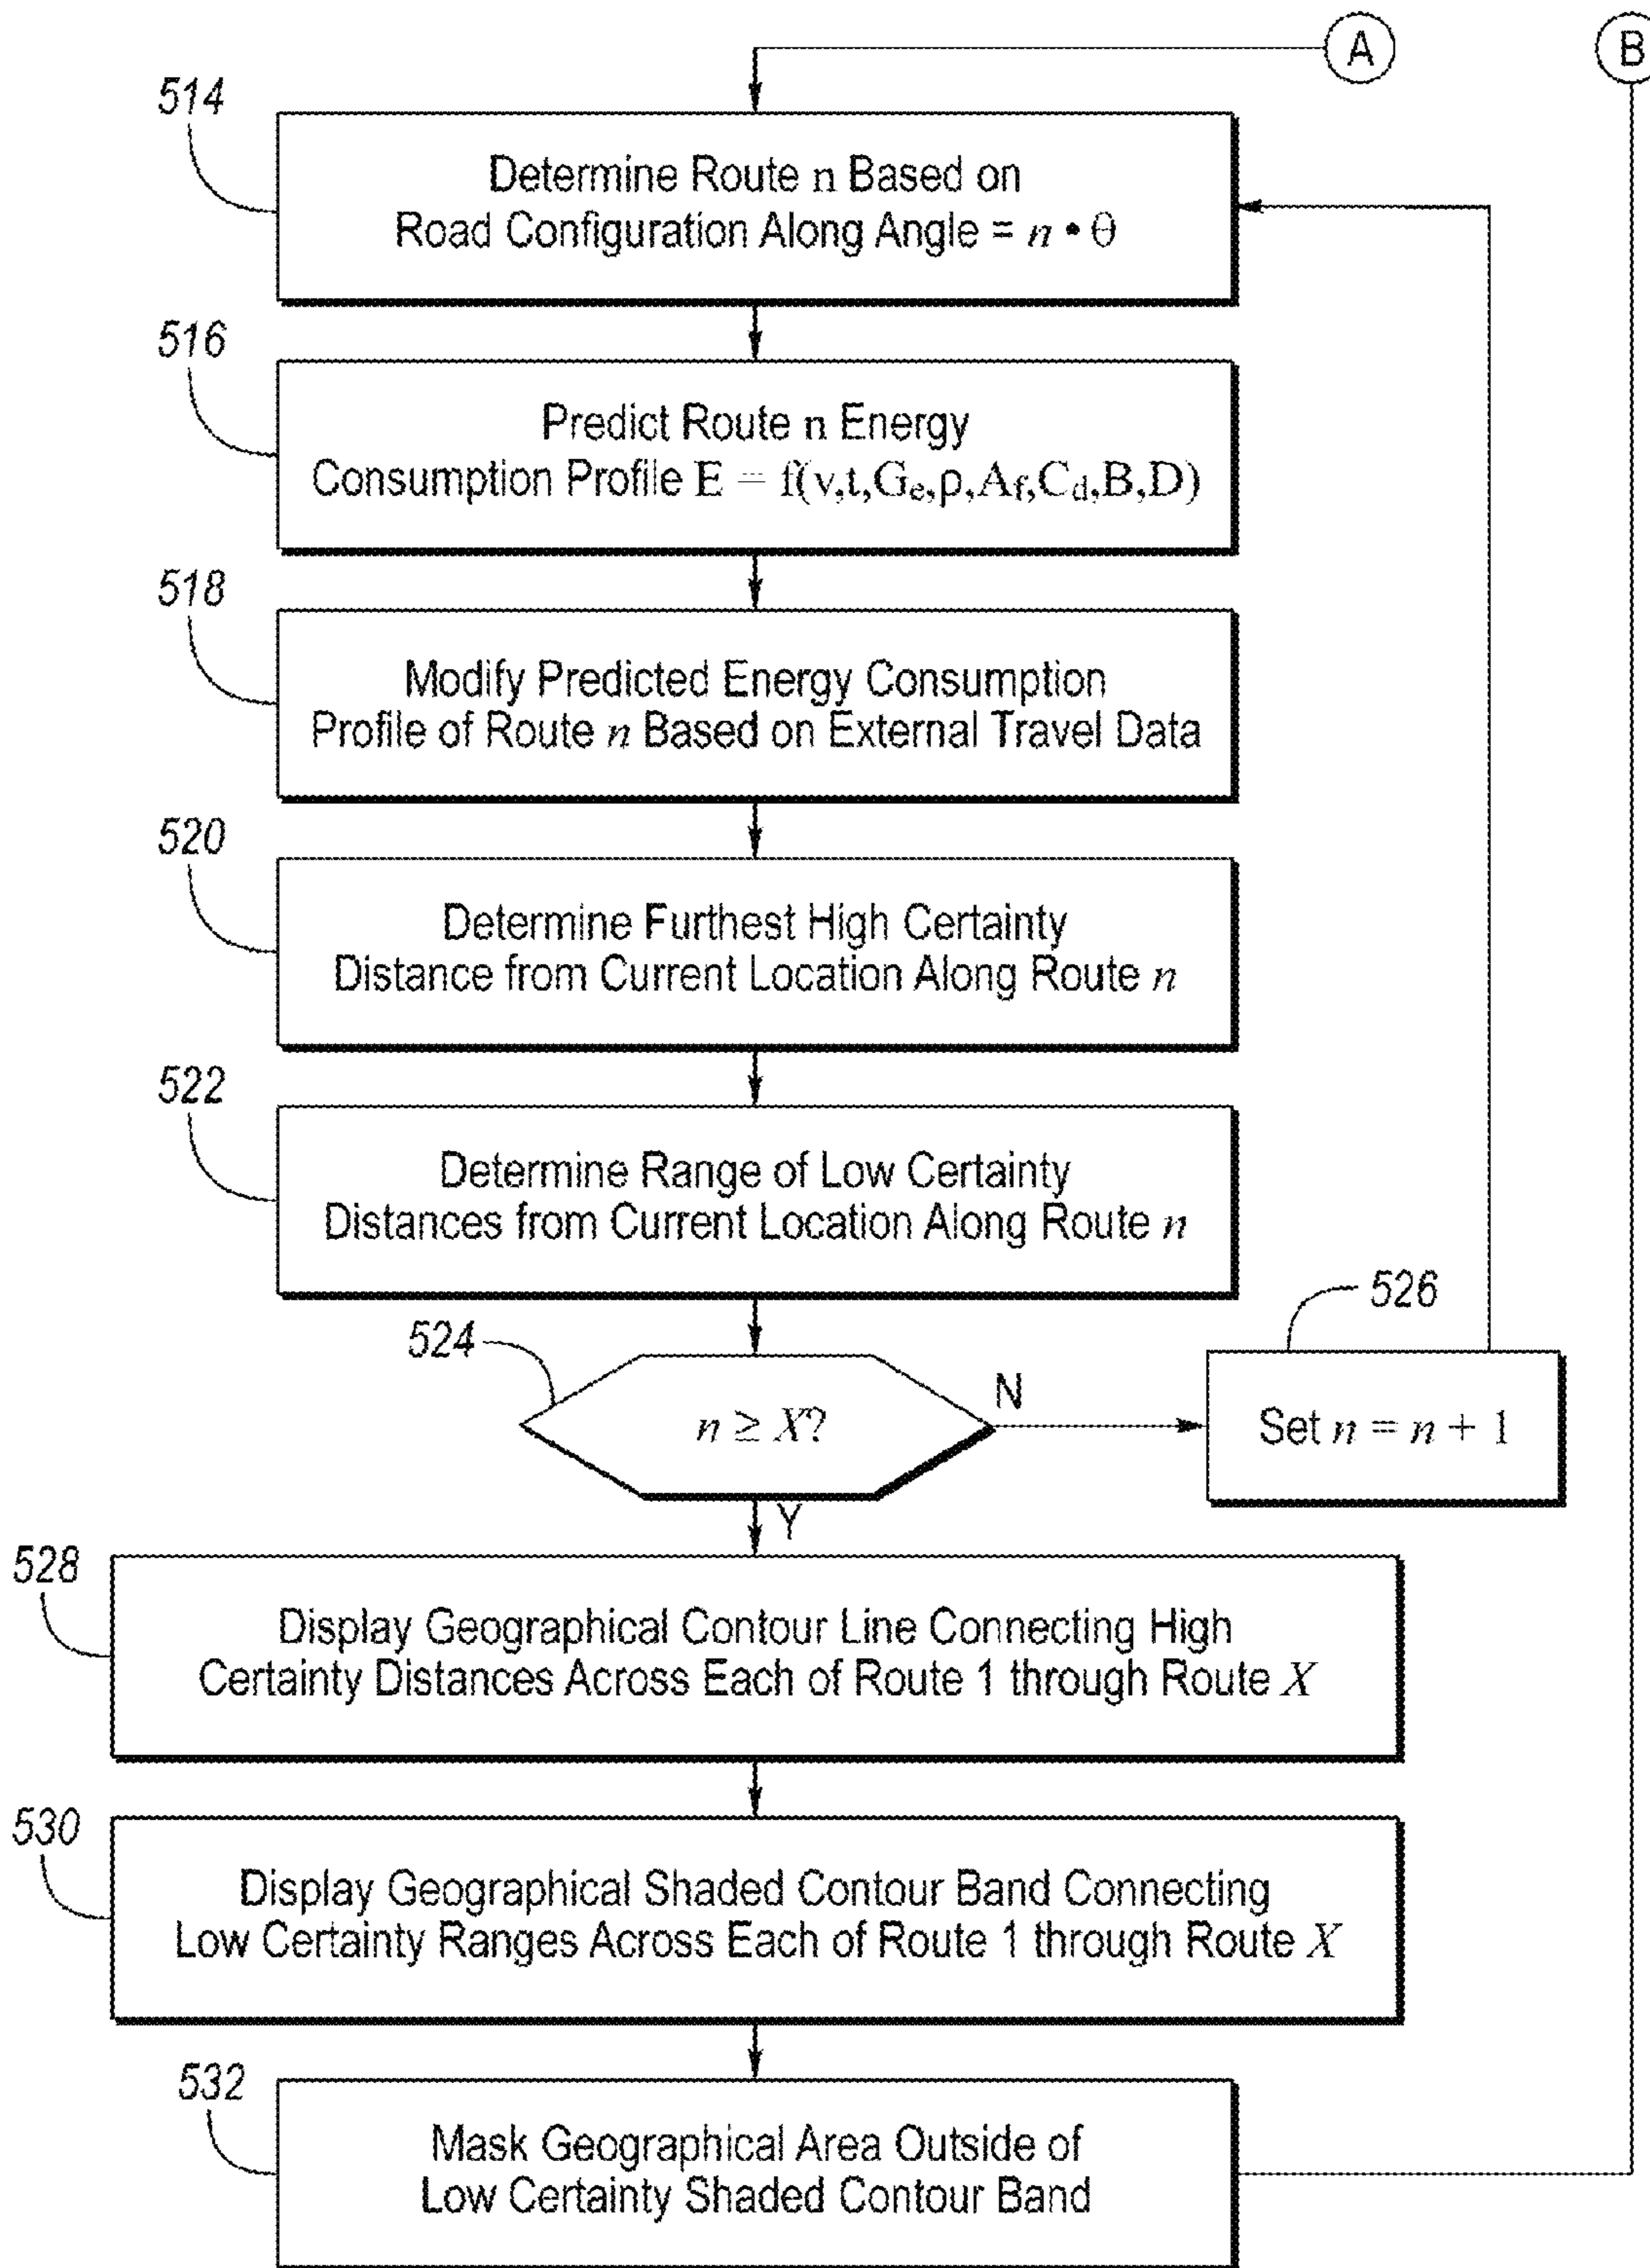 A
B
514
Determine Route n Based on
Road Configuration Along Angle = n • θ
516
Predict Route n Energy
Consumption Profile E = f(v,t,Gₑ,ρ,A_f,C_d,B,D)
518
Modify Predicted Energy Consumption
Profile of Route n Based on External Travel Data
520
Determine Furthest High Certainty
Distance from Current Location Along Route n
522
Determine Range of Low Certainty
Distances from Current Location Along Route n
524
n ≥ X?
N
526
Set n = n + 1
Y
528
Display Geographical Contour Line Connecting High
Certainty Distances Across Each of Route 1 through Route X
530
Display Geographical Shaded Contour Band Connecting
Low Certainty Ranges Across Each of Route 1 through Route X
532
Mask Geographical Area Outside of
Low Certainty Shaded Contour Band